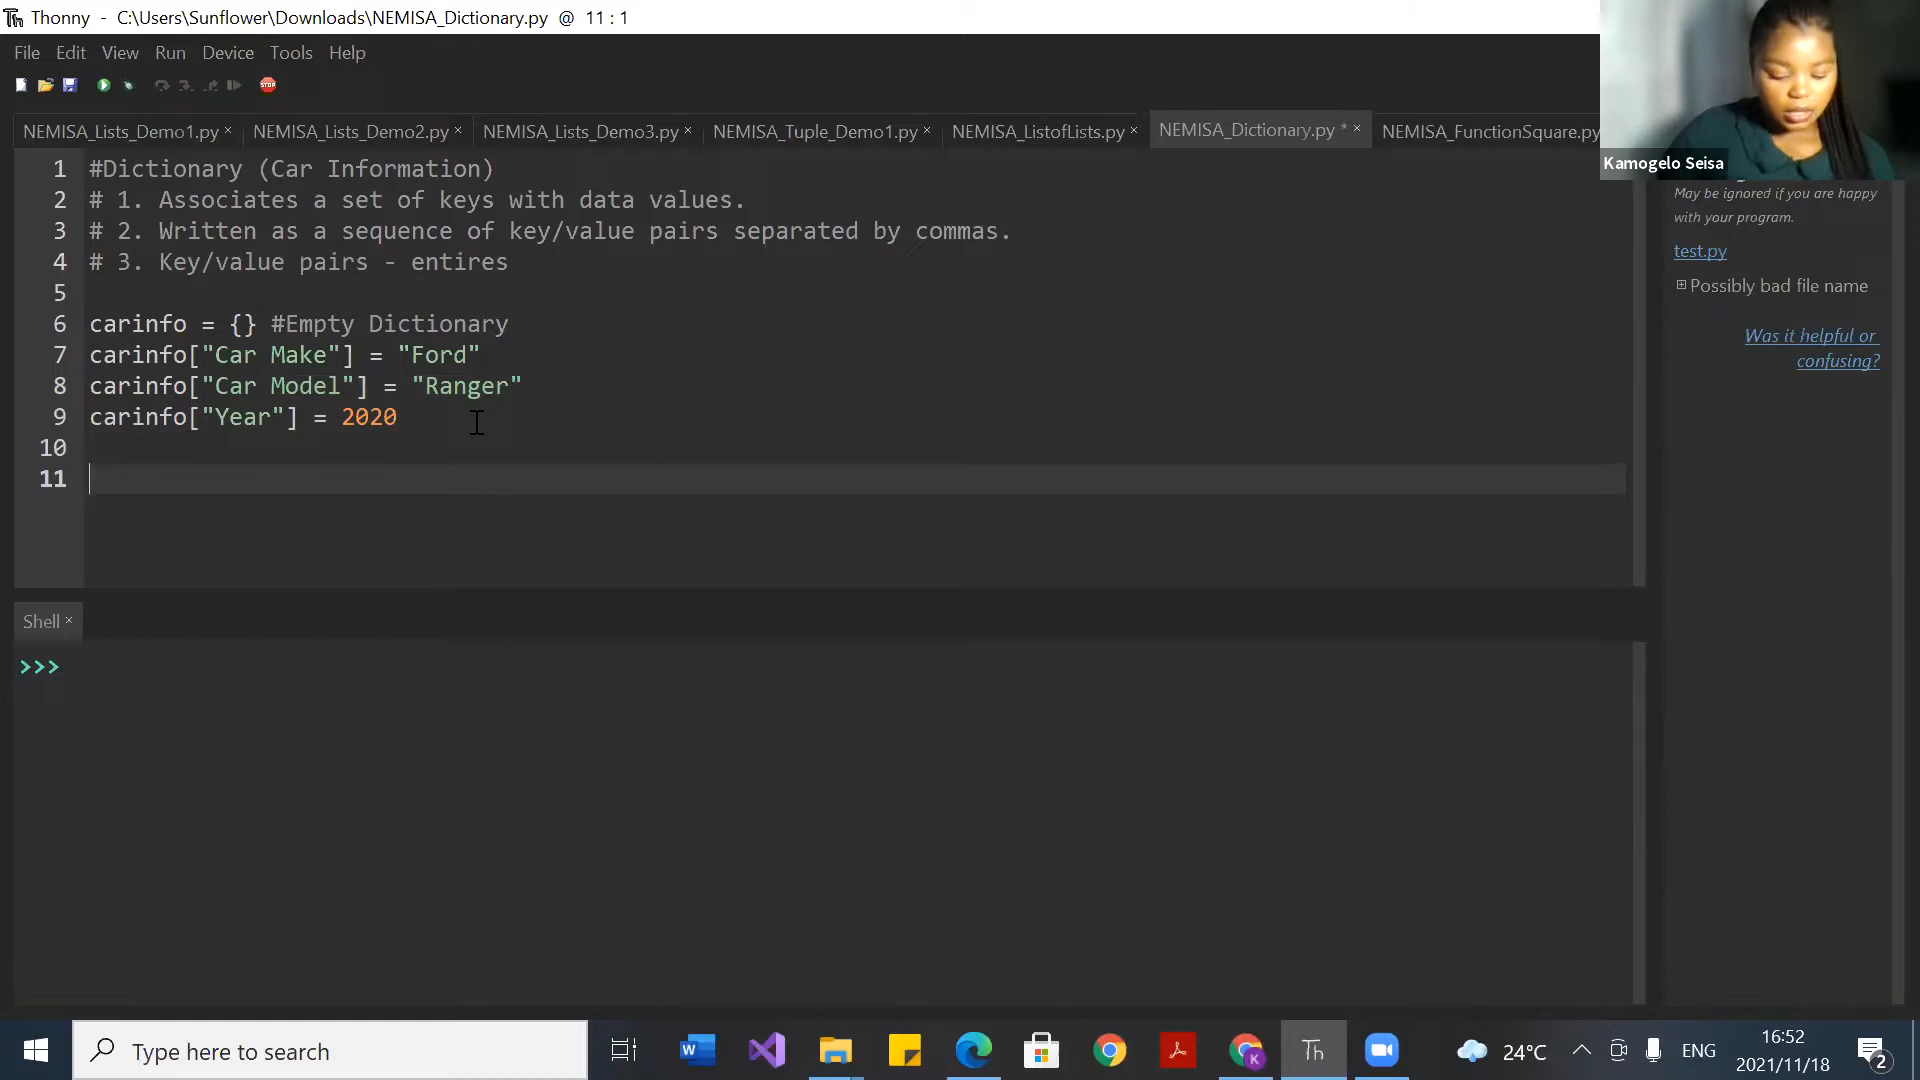 Th Thonny - C:\Users\Sunflower\Downloads\NEMISA_Dictionary.py @ 11 : 1
File Edit View Run Device Tools Help
STOP
NEMISA_Lists_Demo1.py × NEMISA_Lists_Demo2.py × NEMISA_Lists_Demo3.py × NEMISA_Tuple_Demo1.py × NEMISA_ListofLists.py × NEMISA_Dictionary.py * × NEMISA_FunctionSquare.py
Kamogelo Seisa
1 #Dictionary (Car Information)
2 # 1. Associates a set of keys with data values.
3 # 2. Written as a sequence of key/value pairs separated by commas.
4 # 3. Key/value pairs - entires
5
6 carinfo = {} #Empty Dictionary
7 carinfo["Car Make"] = "Ford"
8 carinfo["Car Model"] = "Ranger"
9 carinfo["Year"] = 2020
10
11
May be ignored if you are happy
with your program.
test.py
Possibly bad file name
Was it helpful or
confusing?
Shell ×
>>>
Type here to search
W
K
Th
24°C
ENG
16:52
2021/11/18
2